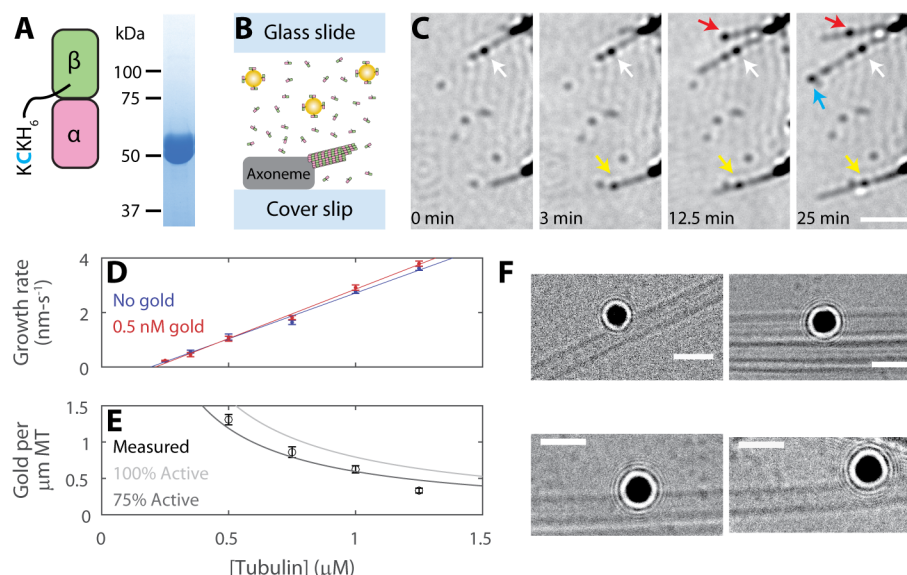 A
β
α
KCKH6
kDa
100
75
50
37
B
Glass slide
Axoneme
Cover slip
C
0 min
3 min
12.5 min
25 min
D
No gold
0.5 nM gold
Growth rate
(nm-s-1)
4
2
0
E
Measured
100% Active
75% Active
Gold per
μm MT
1.5
1
0.5
0
0
0.5
1
1.5
[Tubulin] (μM)
F